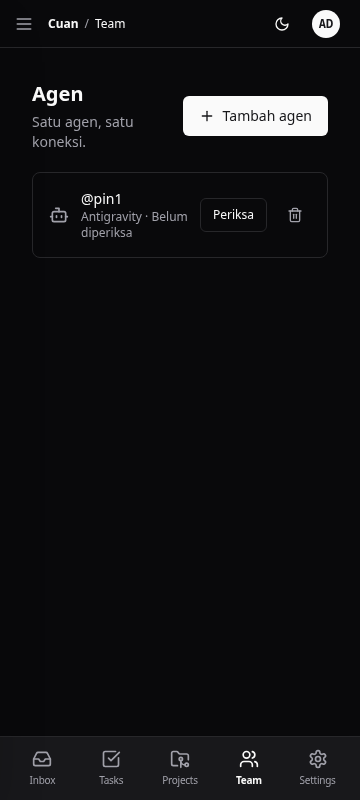 Cuan / Team
AD
Agen
Satu agen, satu
koneksi.
Tambah agen
@pin1
Antigravity · Belum
diperiksa
Periksa
Inbox
Tasks
Projects
Team
Settings